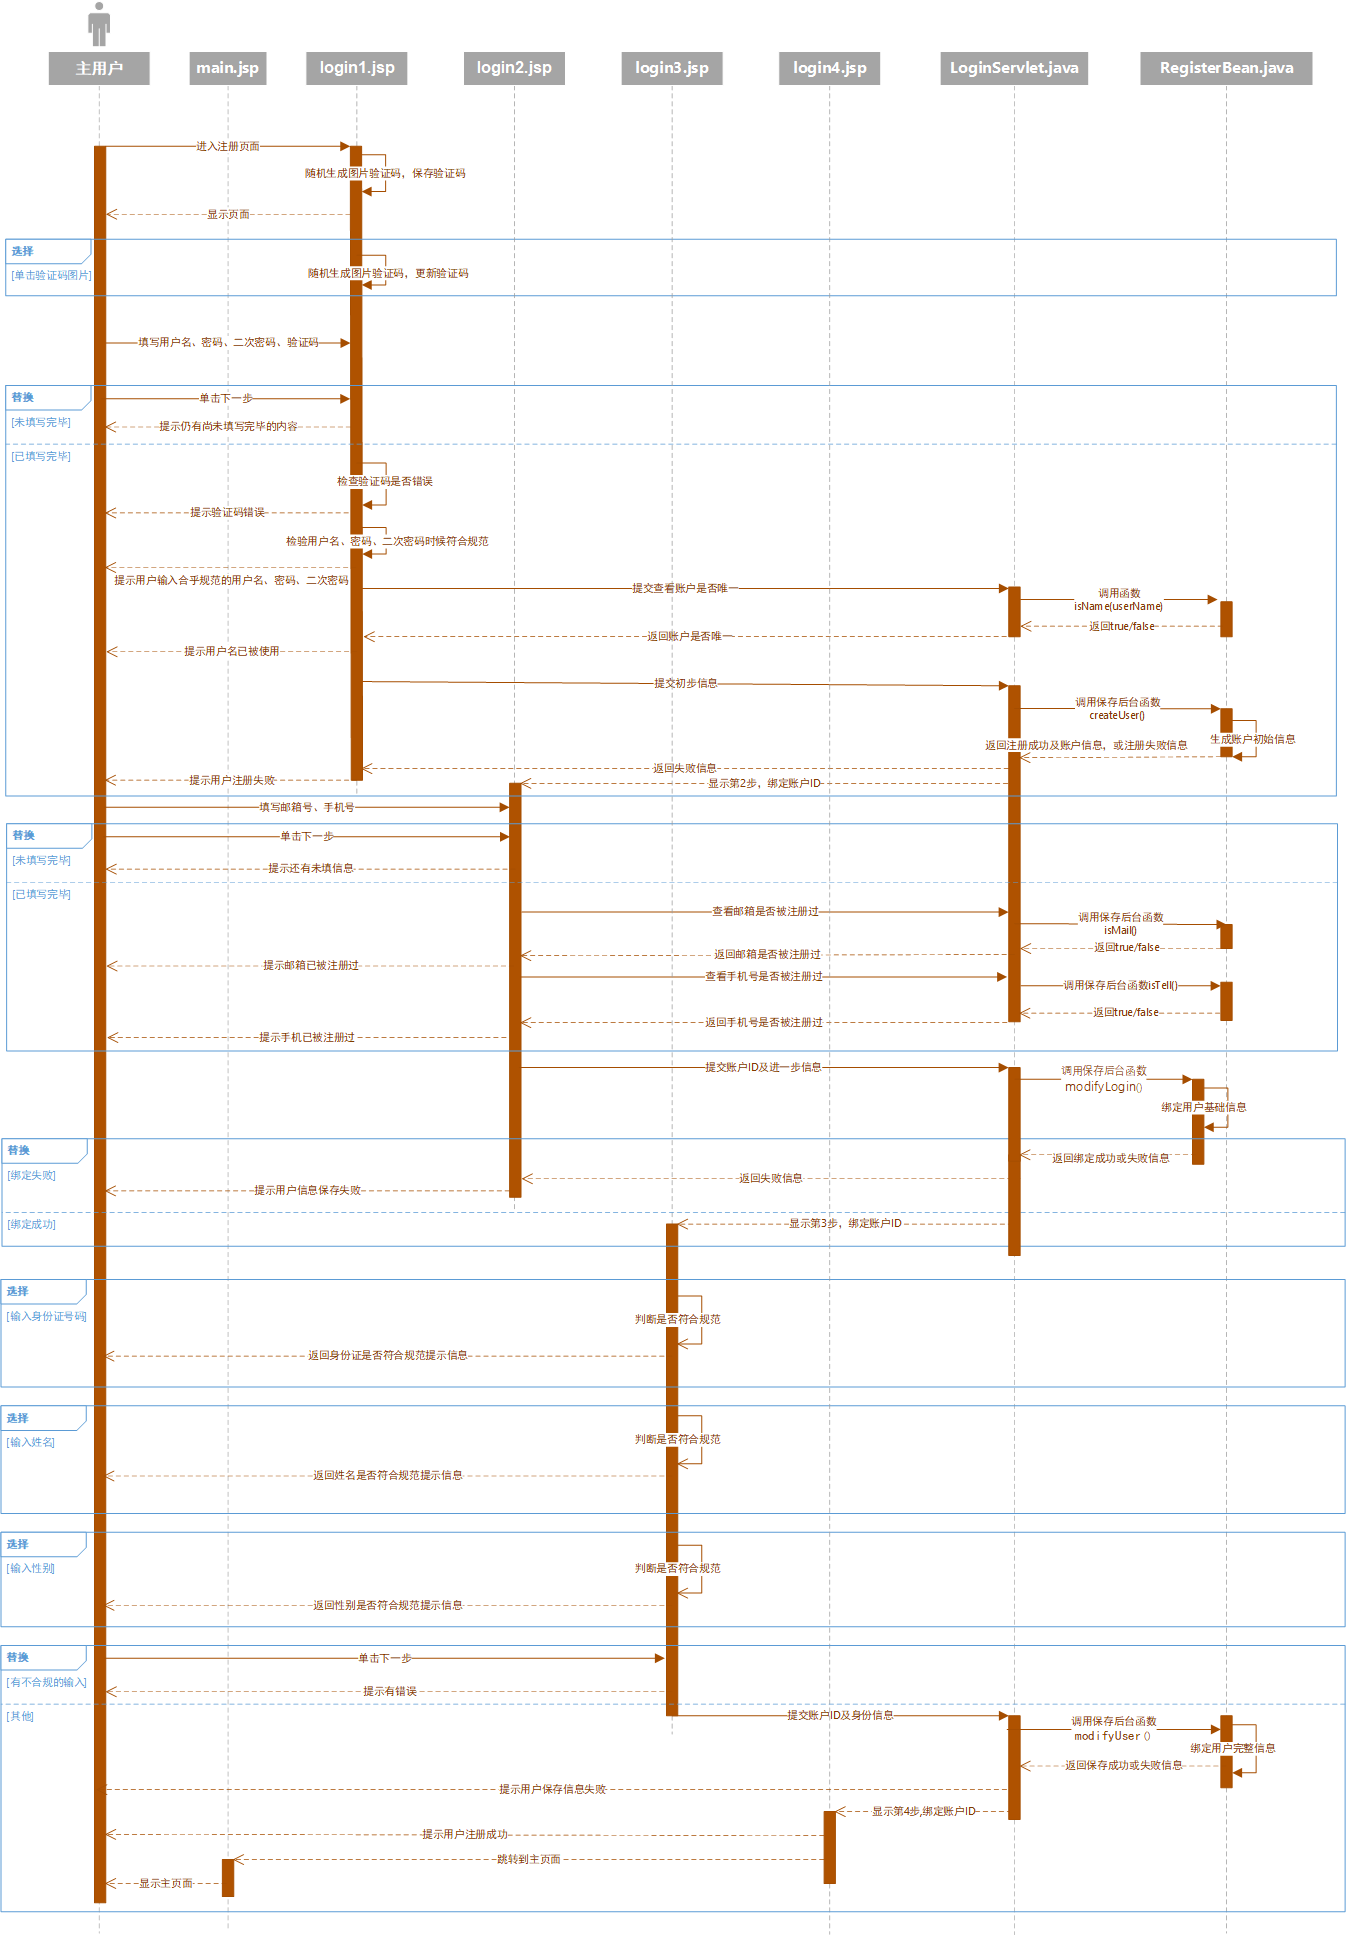 主用户
main.jsp
login1.jsp
login2.jsp
login3.jsp
login4.jsp
LoginServlet.java
RegisterBean.java
进入注册页面
随机生成图片验证码，保存验证码
显示页面
选择
[单击验证码图片]
随机生成图片验证码，更新验证码
填写用户名、密码、二次密码、验证码
替换
单击下一步
[未填写完毕]
提示仍有尚未填写完毕的内容
[已填写完毕]
检查验证码是否错误
提示验证码错误
检验用户名、密码、二次密码时候符合规范
提示用户输入合乎规范的用户名、密码、二次密码
提交查看账户是否唯一
调用函数
isName(userName)
返回true/false
返回账户是否唯一
提示用户名已被使用
提交初步信息
调用保存后台函数
createUser()
生成账户初始信息
返回注册成功及账户信息，或注册失败信息
返回失败信息
提示用户注册失败
显示第2步，绑定账户ID
填写邮箱号、手机号
替换
单击下一步
[未填写完毕]
提示还有未填信息
[已填写完毕]
查看邮箱是否被注册过
调用保存后台函数
isMail()
返回true/false
返回邮箱是否被注册过
提示邮箱已被注册过
查看手机号是否被注册过
调用保存后台函数isTell()
返回true/false
返回手机号是否被注册过
提示手机已被注册过
提交账户ID及进一步信息
调用保存后台函数
modifyLogin()
绑定用户基础信息
替换
返回绑定成功或失败信息
[绑定失败]
返回失败信息
提示用户信息保存失败
[绑定成功]
显示第3步，绑定账户ID
选择
[输入身份证号码]
判断是否符合规范
返回身份证是否符合规范提示信息
选择
[输入姓名]
判断是否符合规范
返回姓名是否符合规范提示信息
选择
[输入性别]
判断是否符合规范
返回性别是否符合规范提示信息
替换
单击下一步
[有不合规的输入]
提示有错误
[其他]
提交账户ID及身份信息
调用保存后台函数
modifyUser()
绑定用户完整信息
返回保存成功或失败信息
提示用户保存信息失败
显示第4步,绑定账户ID
提示用户注册成功
跳转到主页面
显示主页面